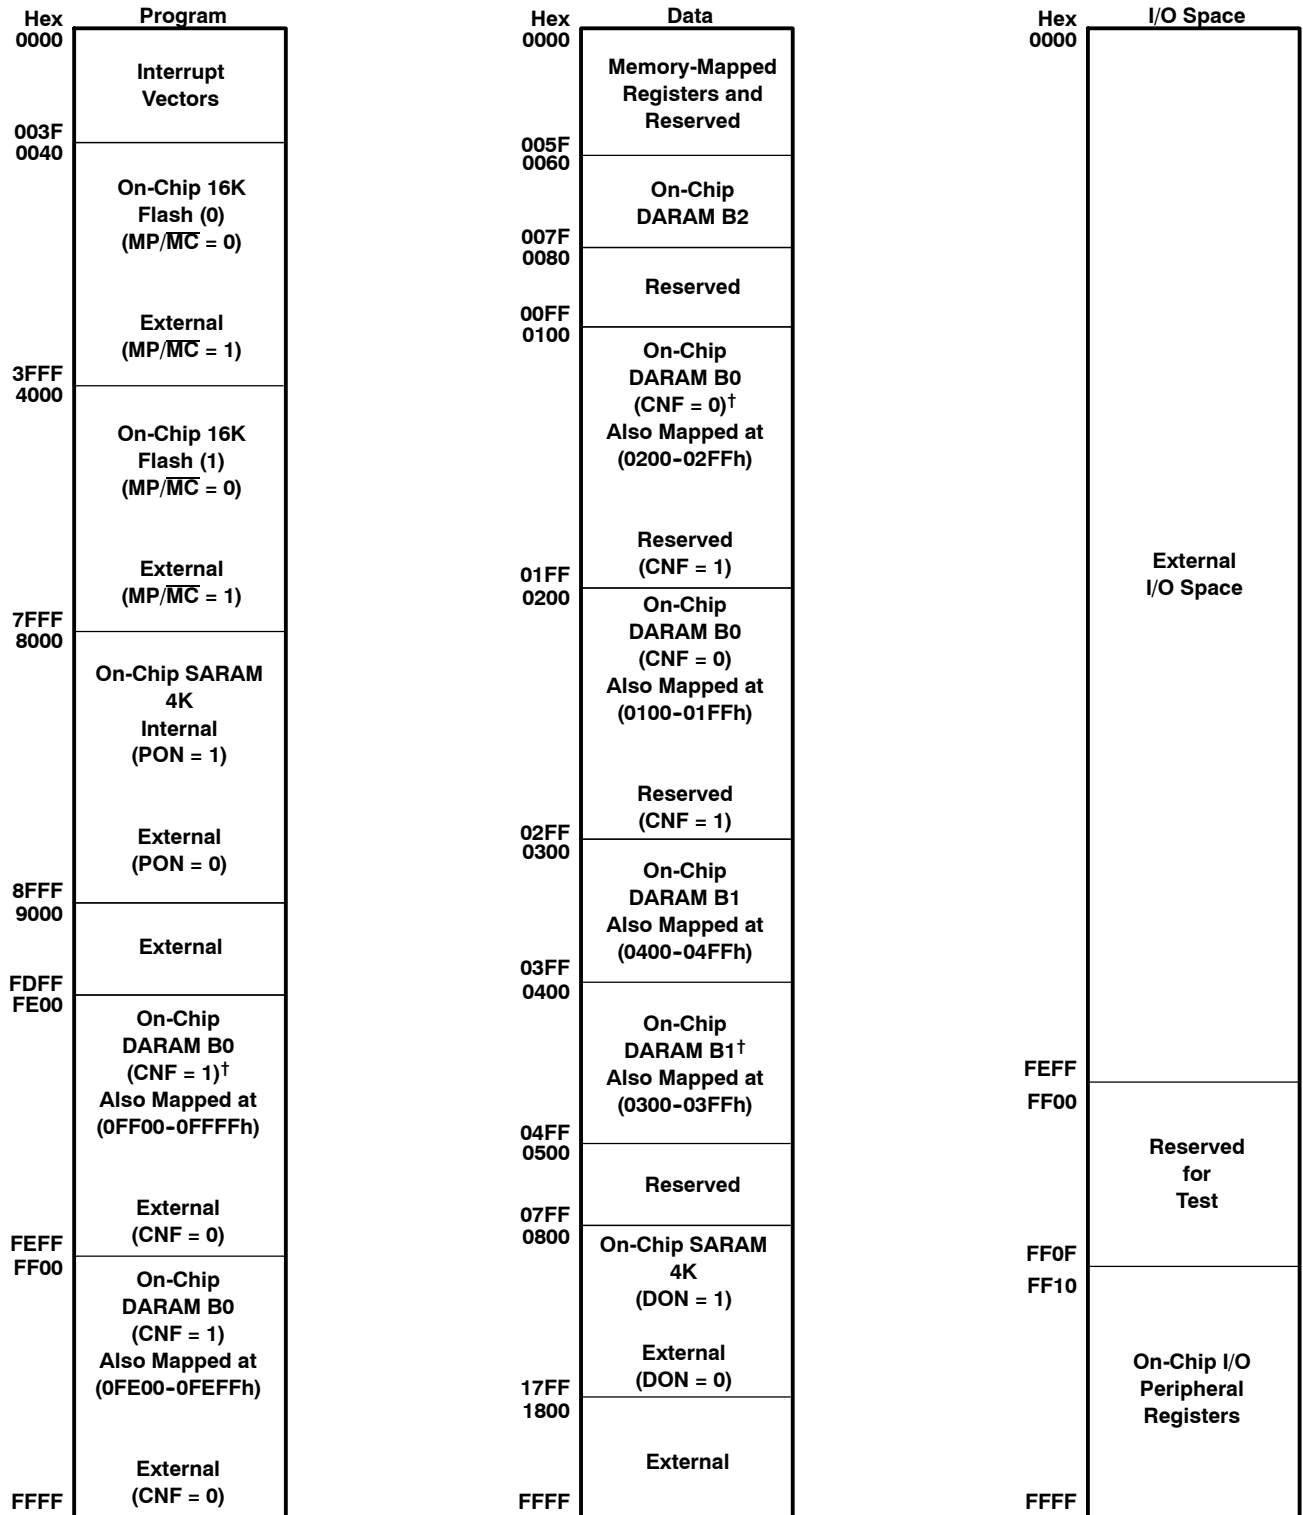 Hex
Program
0000
Interrupt
Vectors
003F
0040
On-Chip 16K
Flash (0)
(MP/MC = 0)
External
(MP/MC = 1)
3FFF
4000
On-Chip 16K
Flash (1)
(MP/MC = 0)
External
(MP/MC = 1)
7FFF
8000
On-Chip SARAM
4K
Internal
(PON = 1)
External
(PON = 0)
8FFF
9000
External
FDFF
FE00
On-Chip
DARAM B0
(CNF = 1)†
Also Mapped at
(0FF00-0FFFFh)
External
(CNF = 0)
FEFF
FF00
On-Chip
DARAM B0
(CNF = 1)
Also Mapped at
(0FE00-0FEFFh)
External
(CNF = 0)
FFFF
Hex
Data
0000
Memory-Mapped
Registers and
Reserved
005F
0060
On-Chip
DARAM B2
007F
0080
Reserved
00FF
0100
On-Chip
DARAM B0
(CNF = 0)†
Also Mapped at
(0200-02FFh)
Reserved
(CNF = 1)
01FF
0200
On-Chip
DARAM B0
(CNF = 0)
Also Mapped at
(0100-01FFh)
Reserved
(CNF = 1)
02FF
0300
On-Chip
DARAM B1
Also Mapped at
(0400-04FFh)
03FF
0400
On-Chip
DARAM B1†
Also Mapped at
(0300-03FFh)
04FF
0500
Reserved
07FF
0800
On-Chip SARAM
4K
(DON = 1)
External
(DON = 0)
17FF
1800
External
FFFF
Hex
I/O Space
0000
External
I/O Space
FEFF
FF00
Reserved
for
Test
FF0F
FF10
On-Chip I/O
Peripheral
Registers
FFFF